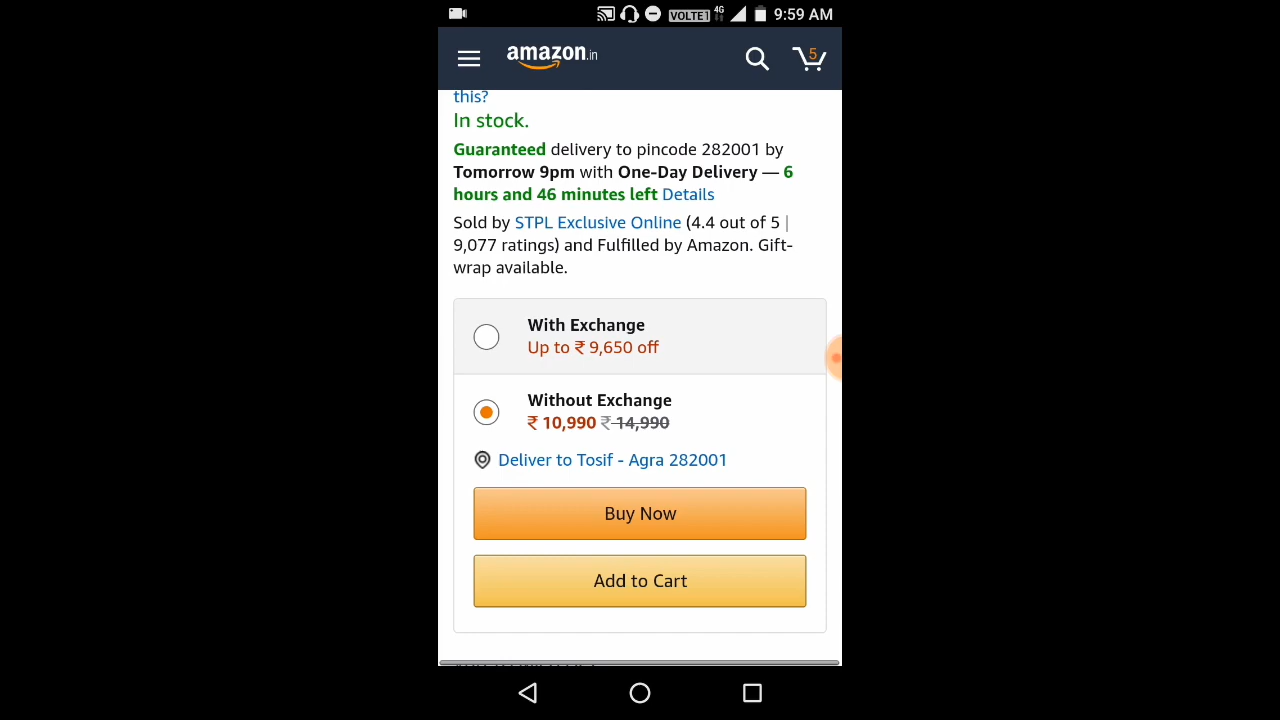 VOLTE1 4G 9:59 AM
amazon.in 5
this?
In stock.
Guaranteed delivery to pincode 282001 by
Tomorrow 9pm with One-Day Delivery — 6
hours and 46 minutes left Details
Sold by STPL Exclusive Online (4.4 out of 5 |
9,077 ratings) and Fulfilled by Amazon. Gift-
wrap available.
With Exchange
Up to ₹ 9,650 off
Without Exchange
₹ 10,990 ₹ 14,990
Deliver to Tosif - Agra 282001
Buy Now
Add to Cart